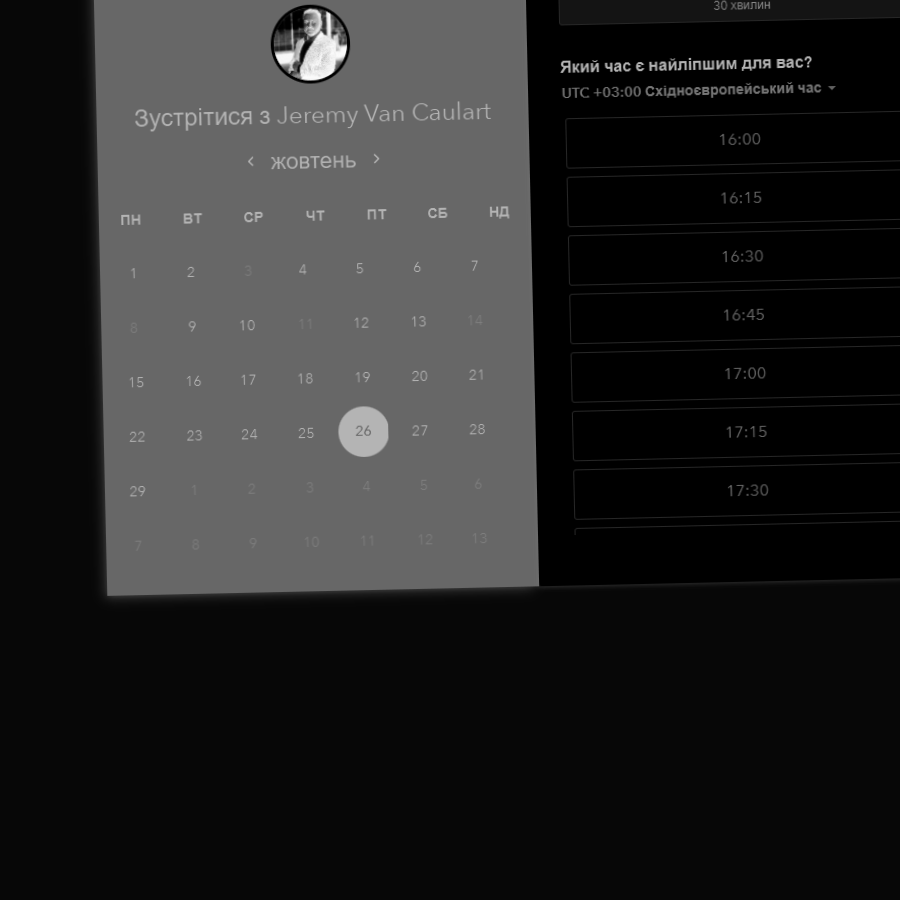 Зустрітися з Jeremy Van Caulart
‹ жовтень ›
ПН ВТ СР ЧТ ПТ СБ НД
1 2 3 4 5 6 7
8 9 10 11 12 13 14
15 16 17 18 19 20 21
22 23 24 25 26 27 28
29 1 2 3 4 5 6
7 8 9 10 11 12 13
30 хвилин
Який час є найліпшим для вас?
UTC +03:00 Східноєвропейський час
16:00
16:15
16:30
16:45
17:00
17:15
17:30